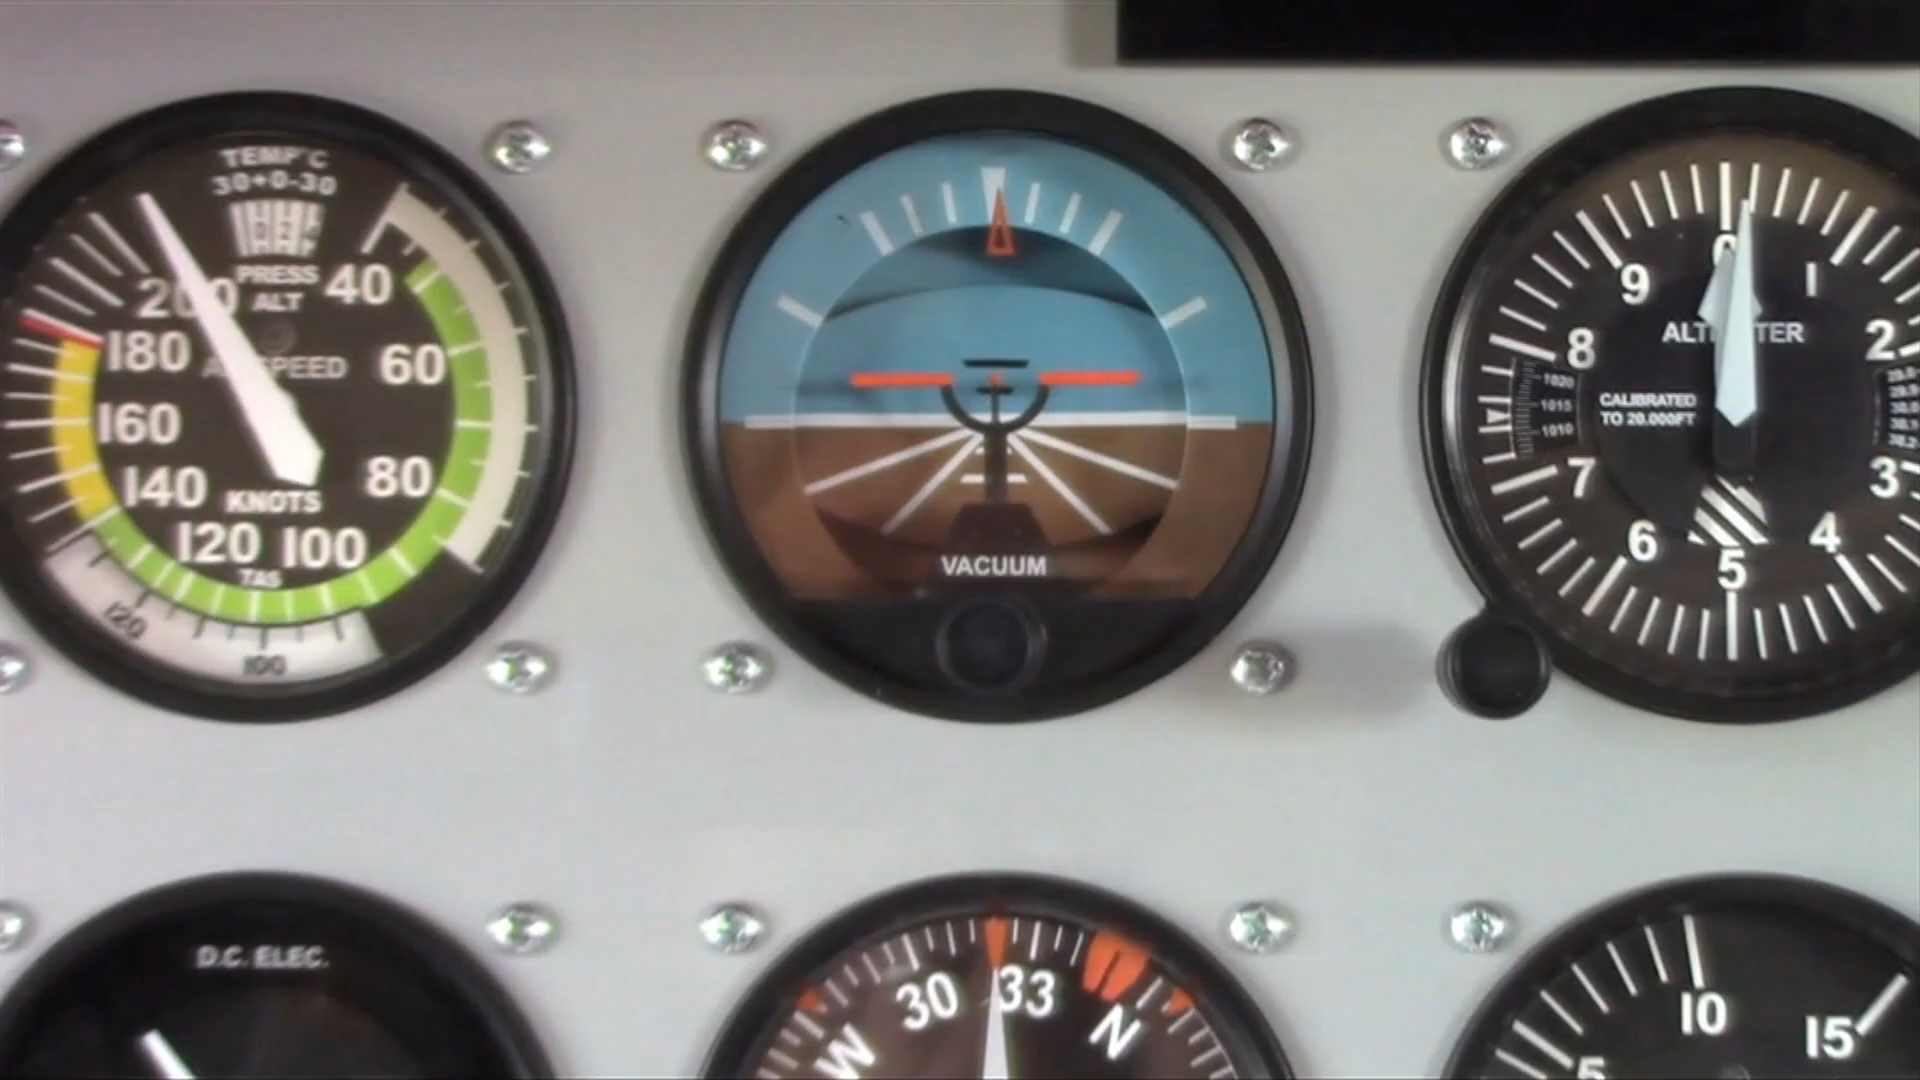 TEMP°C
30+0-30
PRESS
ALT
200
40
180
60
160
80
140
KNOTS
120
100
TAS
120
100
VACUUM
0
1
2
3
4
5
6
7
8
9
CALIBRATED
TO 20.000FT
1020
1015
1010
D.C. ELEC.
W
30
33
N
5
10
15